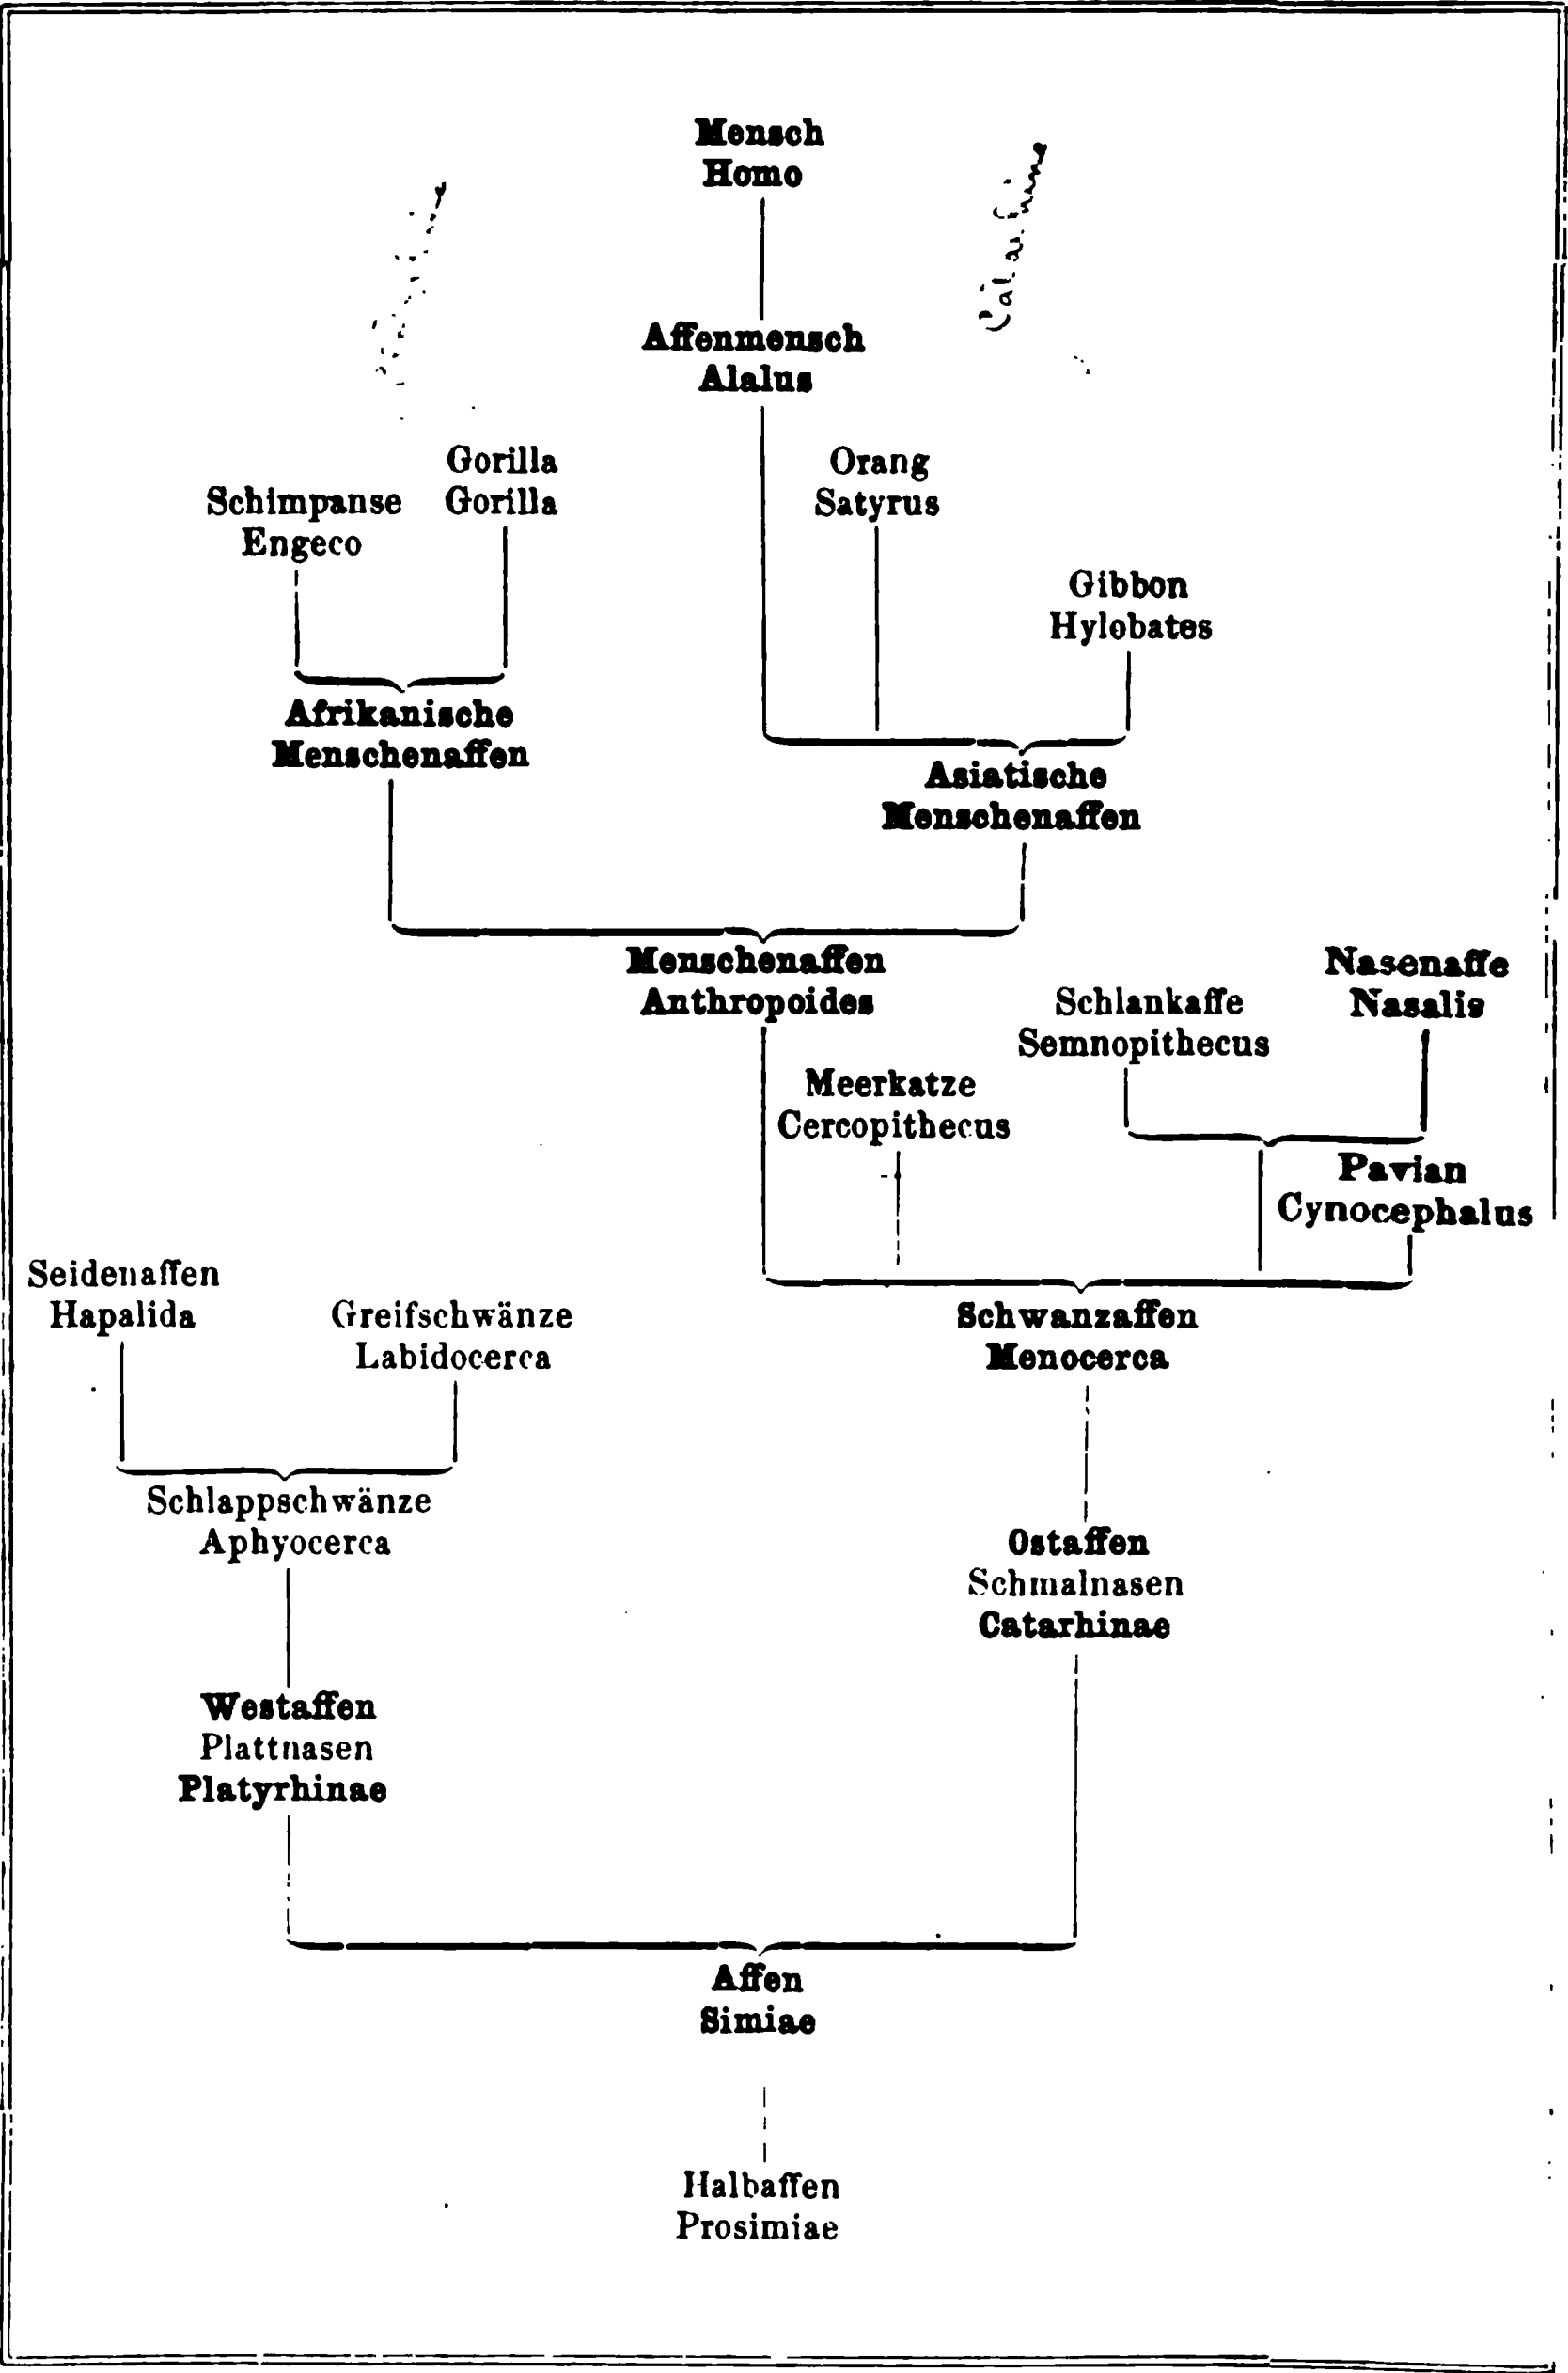 Mensch
Homo
Affenmensch
Alalus
Gorilla
Gorilla
Schimpanse
Engeco
Orang
Satyrus
Gibbon
Hylobates
Afrikanische
Menschenaffen
Asiatische
Menschenaffen
Menschenaffen
Anthropoides
Nasenaffe
Nasalis
Schlankaffe
Semnopithecus
Meerkatze
Cercopithecus
Pavian
Cynocephalus
Seidenaffen
Hapalida
Greifschwänze
Labidocerca
Schwanzaffen
Menocerca
Schlappschwänze
Aphyocerca
Ostaffen
Schmalnasen
Catarhinae
Westaffen
Plattnasen
Platyrhinae
Affen
Simiae
Halbaffen
Prosimiae